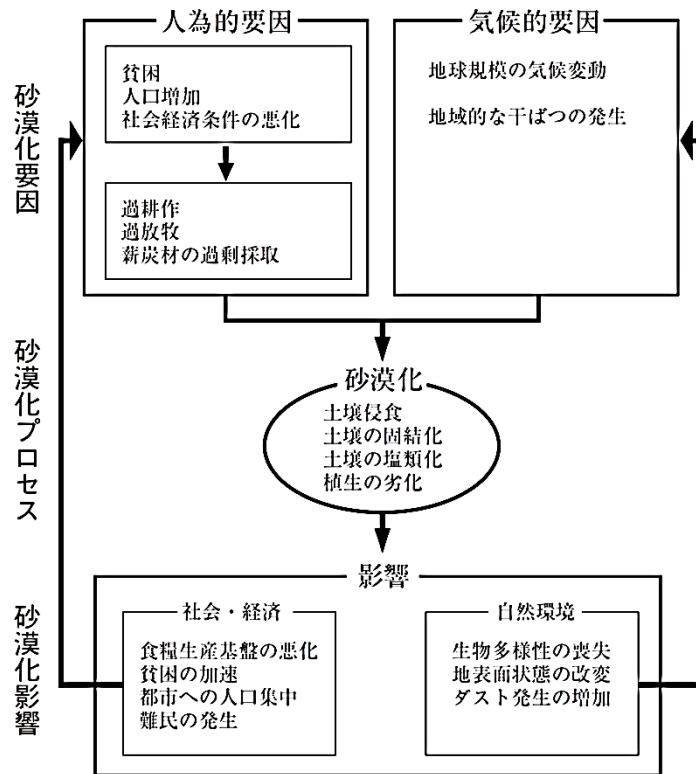 砂漠化要因
人為的要因
貧困
人口増加
社会経済条件の悪化
過耕作
過放牧
薪炭材の過剰採取
気候的要因
地球規模の気候変動
地域的な干ばつの発生
砂漠化プロセス
砂漠化
土壌侵食
土壌の固結化
土壌の塩類化
植生の劣化
砂漠化影響
影響
社会・経済
食糧生産基盤の悪化
貧困の加速
都市への人口集中
難民の発生
自然環境
生物多様性の喪失
地表面状態の改変
ダスト発生の増加